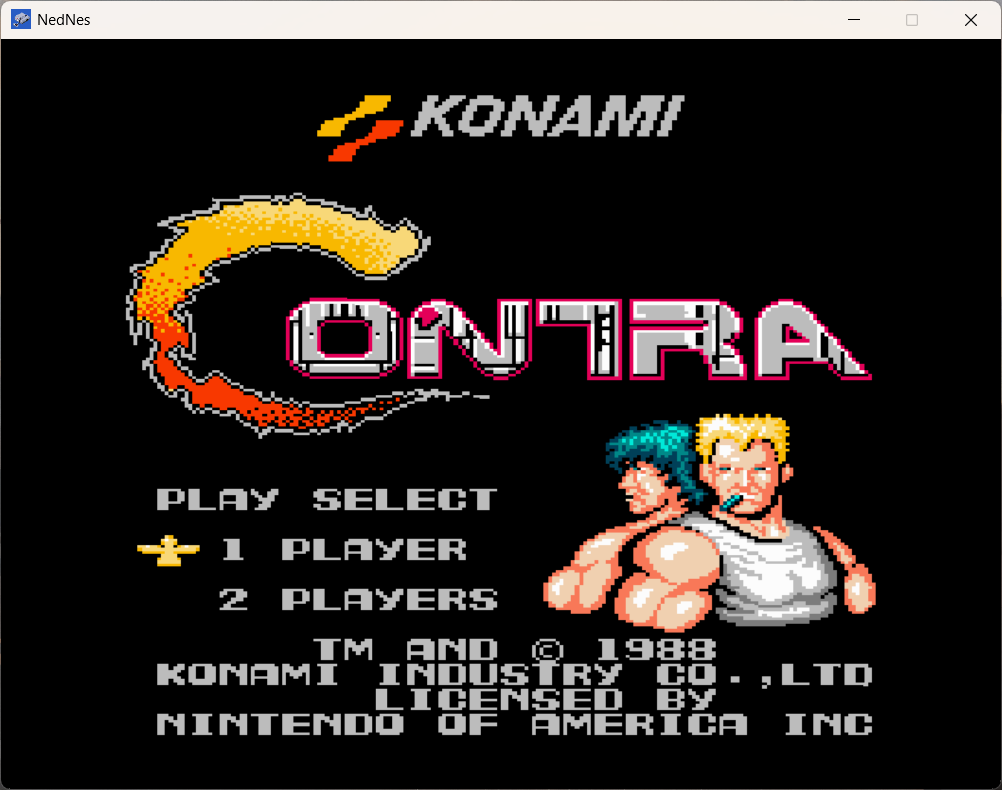 NedNes
KONAMI
CONTRA
PLAY SELECT
1 PLAYER
2 PLAYERS
TM AND © 1988
KONAMI INDUSTRY CO.,LTD
LICENSED BY
NINTENDO OF AMERICA INC